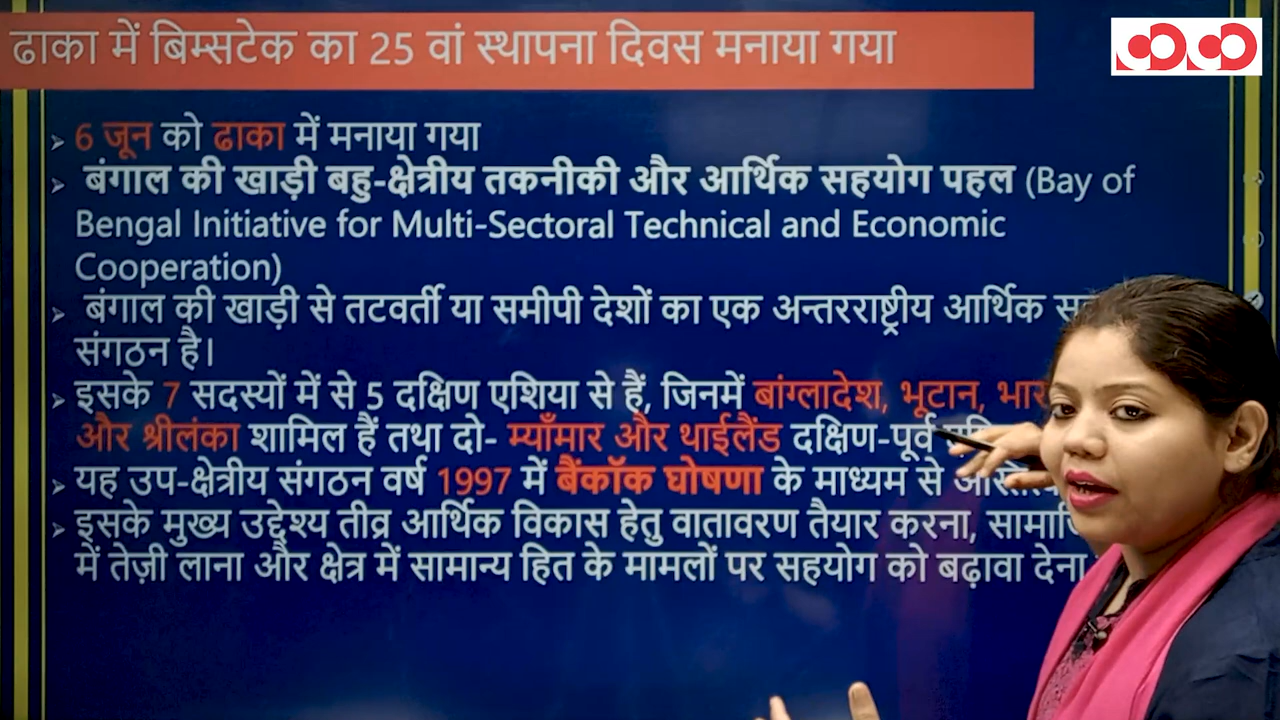 ढाका में बिम्सटेक का 25 वां स्थापना दिवस मनाया गया
6 जून को ढाका में मनाया गया
बंगाल की खाड़ी बहु-क्षेत्रीय तकनीकी और आर्थिक सहयोग पहल (Bay of
Bengal Initiative for Multi-Sectoral Technical and Economic
Cooperation)
बंगाल की खाड़ी से तटवर्ती या समीपी देशों का एक अन्तरराष्ट्रीय आर्थिक
संगठन है।
इसके 7 सदस्यों में से 5 दक्षिण एशिया से हैं, जिनमें बांग्लादेश, भूटान,
और श्रीलंका शामिल हैं तथा दो- म्याँमार और थाईलैंड दक्षिण-पूर्व
यह उप-क्षेत्रीय संगठन वर्ष 1997 में बैंकॉक घोषणा के माध्यम से
इसके मुख्य उद्देश्य तीव्र आर्थिक विकास हेतु वातावरण तैयार करना,
में तेज़ी लाना और क्षेत्र में सामान्य हित के मामलों पर सहयोग को बढ़ावा देना